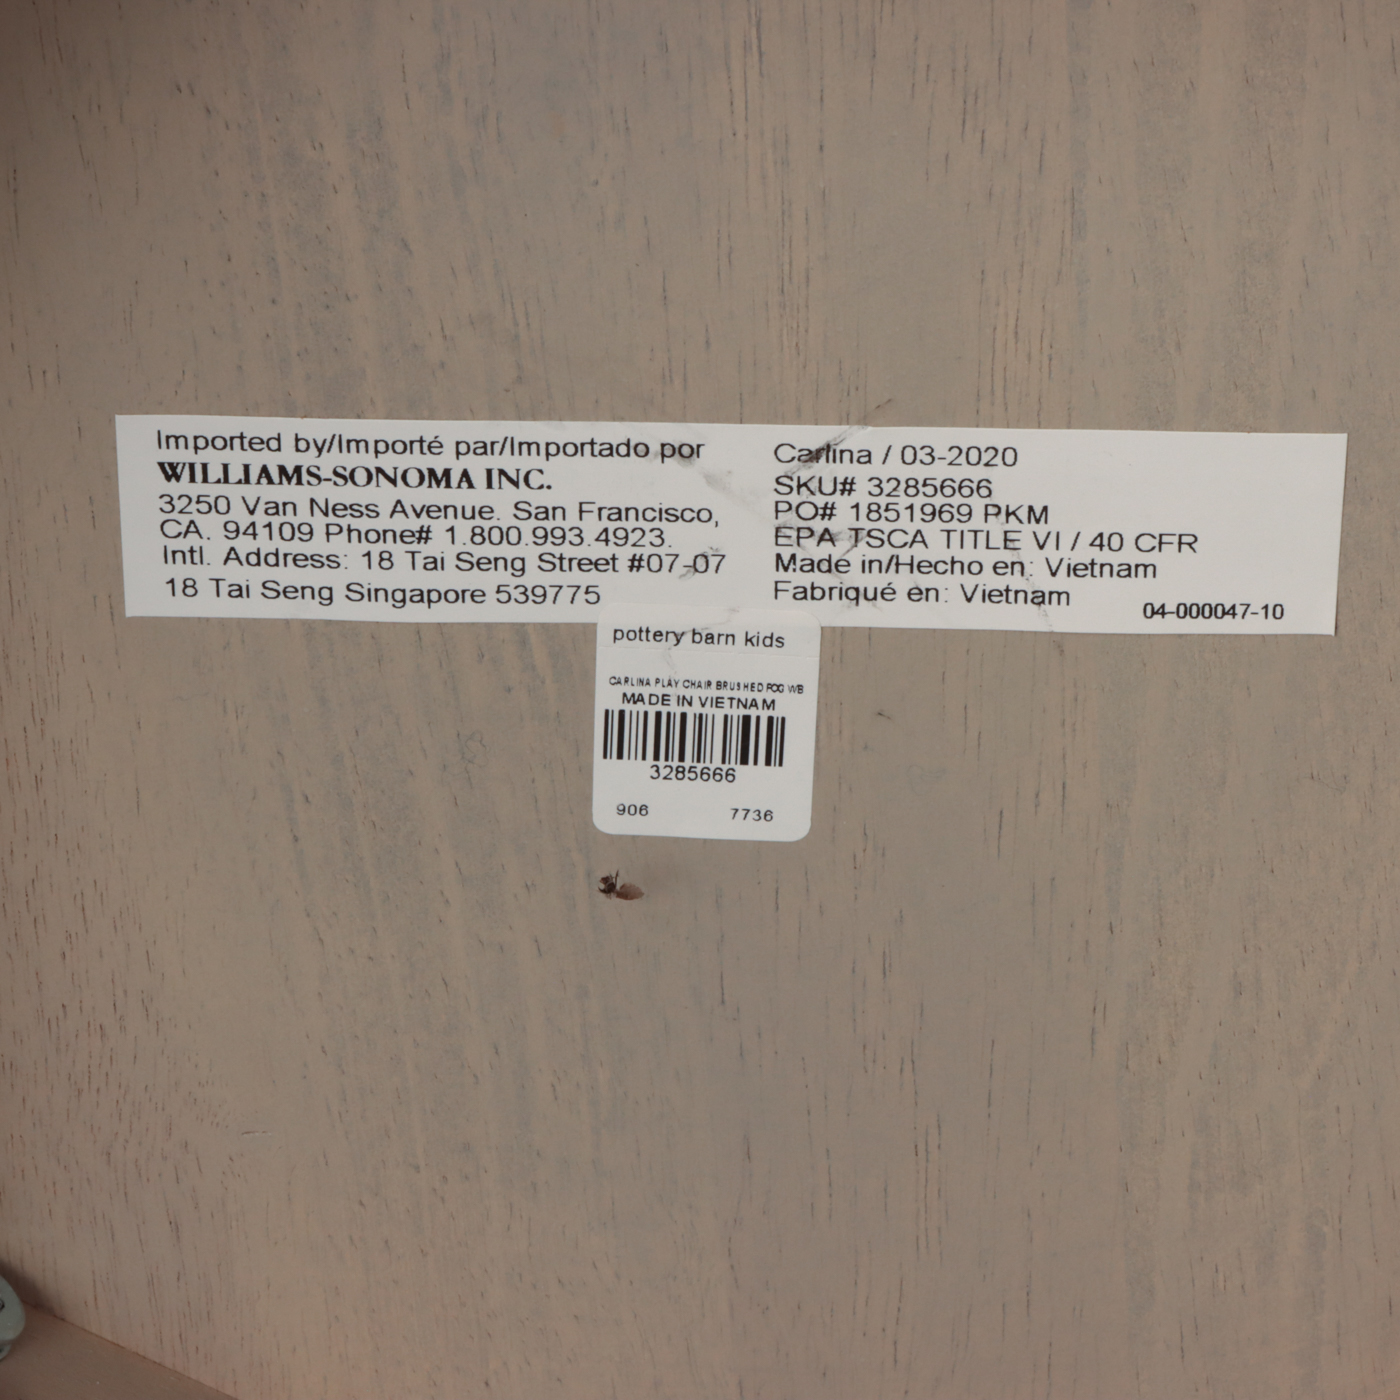 Imported by/Importé par/Importado por
WILLIAMS-SONOMA INC.
3250 Van Ness Avenue. San Francisco,
CA. 94109 Phone# 1.800.993.4923.
Intl. Address: 18 Tai Seng Street #07-07
18 Tai Seng Singapore 539775
Carlina / 03-2020
SKU# 3285666
PO# 1851969 PKM
EPA TSCA TITLE VI / 40 CFR
Made in/Hecho en: Vietnam
Fabriqué en: Vietnam
04-000047-10
pottery barn kids
CARLINA PLAY CHAIR BRUSHED FOG WB
MADE IN VIETNAM
3285666
906 7736